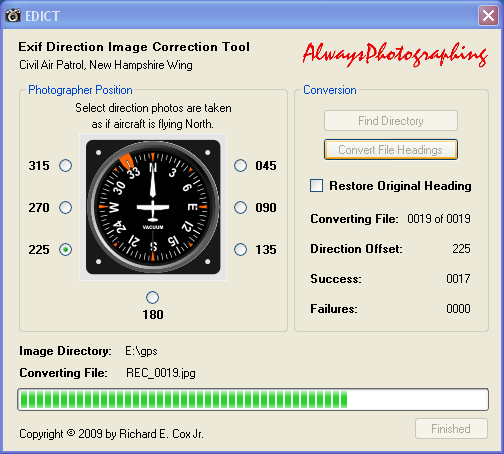 EDICT
Exif Direction Image Correction Tool
Civil Air Patrol, New Hampshire Wing
AlwaysPhotographing
Photographer Position
Select direction photos are taken
as if aircraft is flying North.
315
045
270
090
225
135
180
N
3
6
E
12
15
S
21
24
W
30
33
VACUUM
Conversion
Find Directory
Convert File Headings
Restore Original Heading
Converting File: 0019 of 0019
Direction Offset: 225
Success: 0017
Failures: 0000
Image Directory: E:\gps
Converting File: REC_0019.jpg
Copyright © 2009 by Richard E. Cox Jr.
Finished